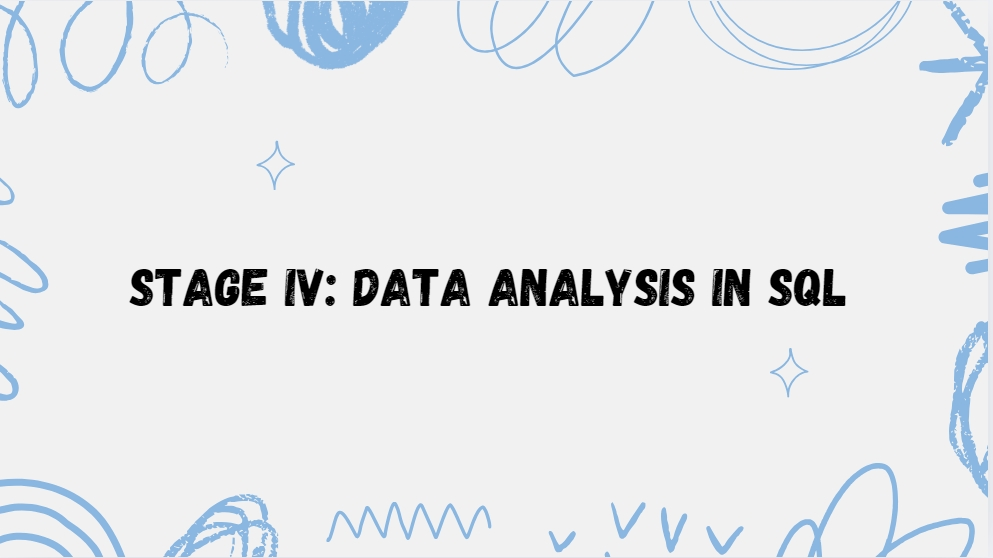 STAGE IV: DATA ANALYSIS IN SQL